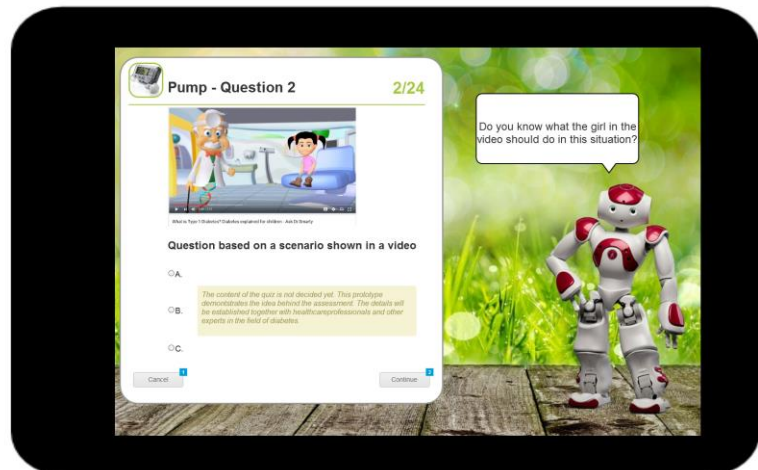 Pump - Question 2
2/24
Do you know what the girl in the
video should do in this situation?
What is Type 1 Diabetes? Diabetes explained for children - Ask Dr Smarty
Question based on a scenario shown in a video
A.
The content of the quiz is not decided yet. This prototype
demonstrates the idea behind the assessment. The details will
be established together with healthcareprofessionals and other
experts in the field of diabetes.
B.
C.
Cancel
1
Continue
2